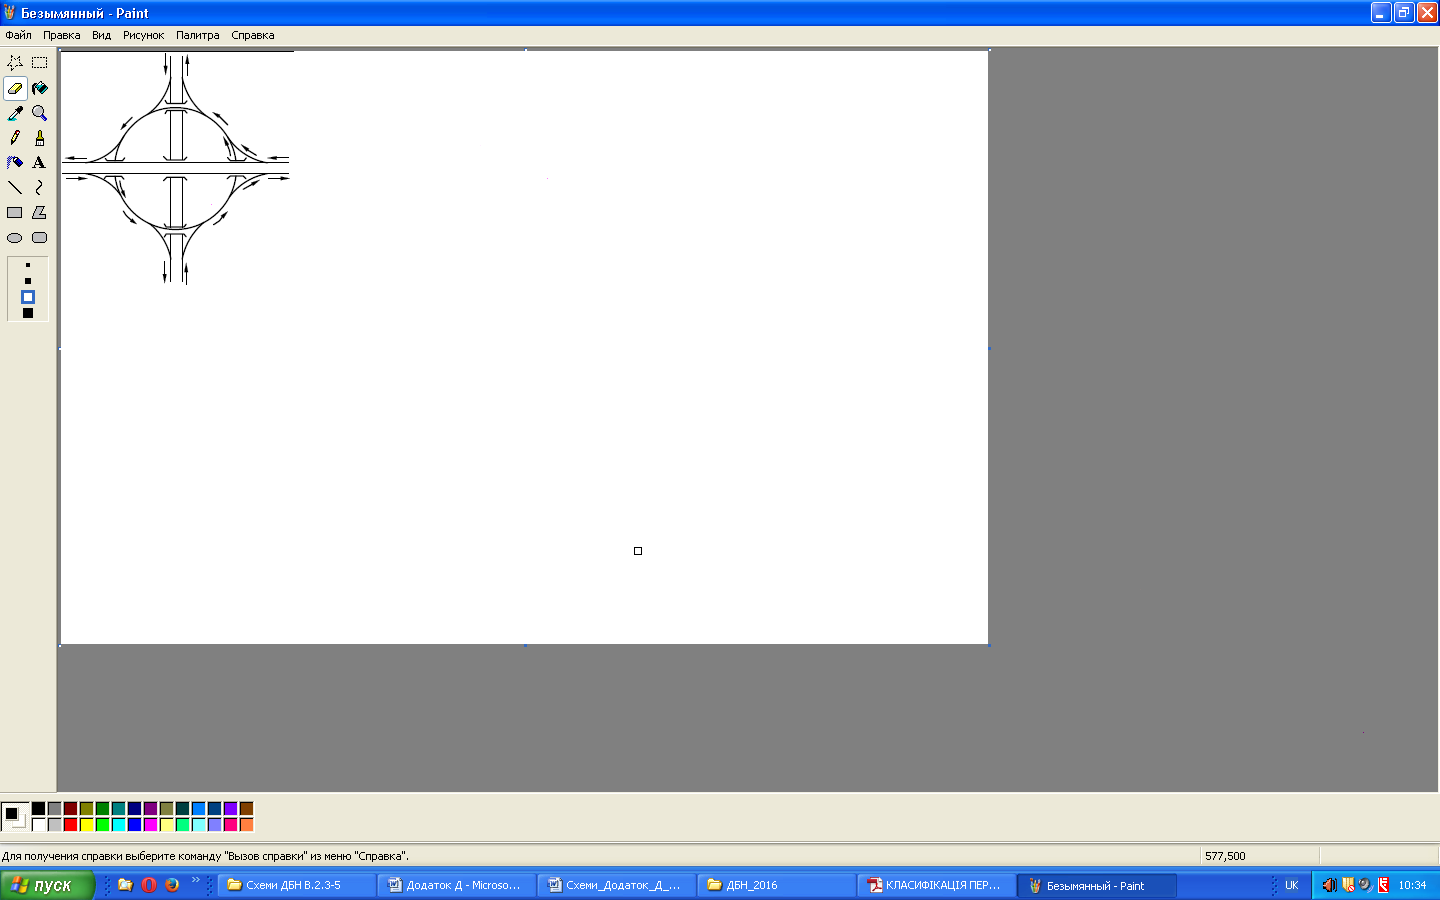 Безымянный - Paint
Файл Правка Вид Рисунок Палитра Справка
A
Для получения справки выберите команду "Вызов справки" из меню "Справка".
577,500
пуск
Схеми ДБН В.2.3-5
Додаток Д - Microso...
Схеми_Додаток_Д_...
ДБН_2016
КЛАСИФІКАЦІЯ ПЕР...
Безымянный - Paint
UK
10:34